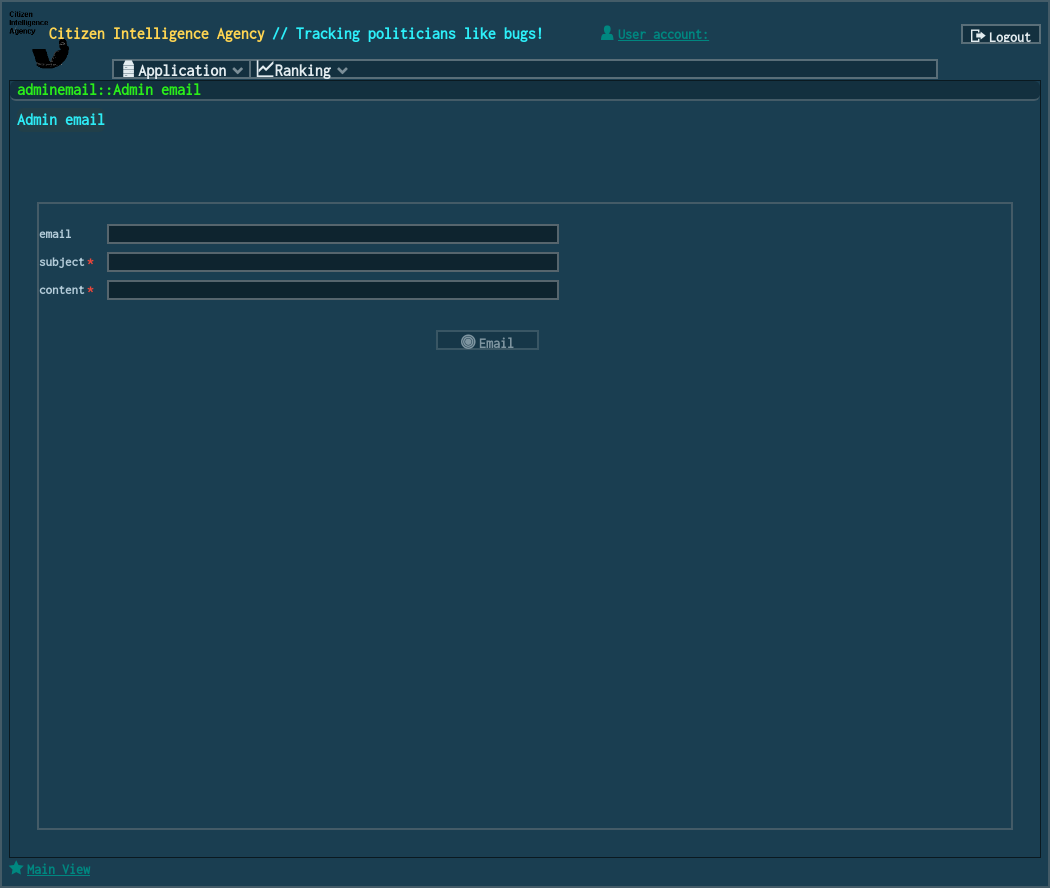 Citizen
Intelligence
Agency
Citizen Intelligence Agency // Tracking politicians like bugs!
User account:
Logout
Application
Ranking
adminemail::Admin email
Admin email
email
subject*
content*
Email
Main View